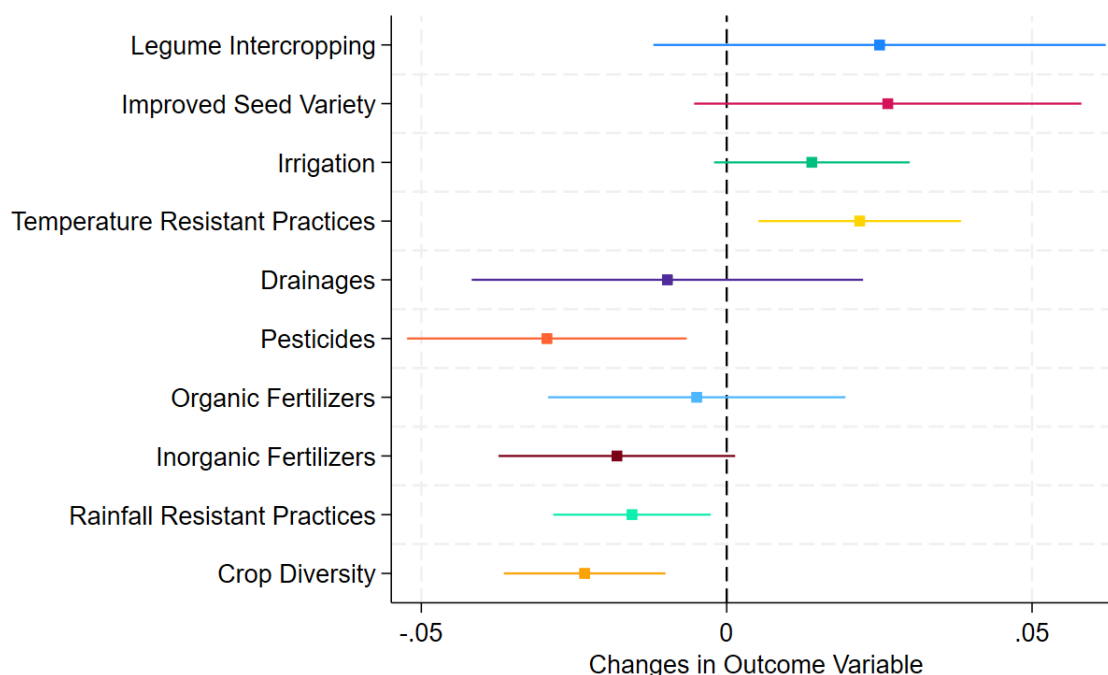 Legume Intercropping
Improved Seed Variety
Irrigation
Temperature Resistant Practices
Drainages
Pesticides
Organic Fertilizers
Inorganic Fertilizers
Rainfall Resistant Practices
Crop Diversity
-.05 0 .05
Changes in Outcome Variable